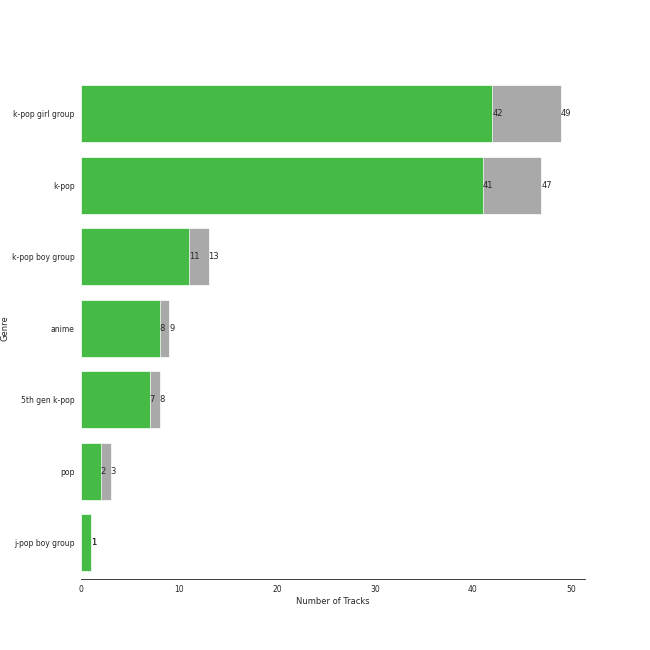 k-pop girl group 42 49
k-pop 41 47
k-pop boy group 11 13
anime 8 9
5th gen k-pop 7 8
pop 2 3
j-pop boy group 1
0 10 20 30 40 50
Number of Tracks
Genre